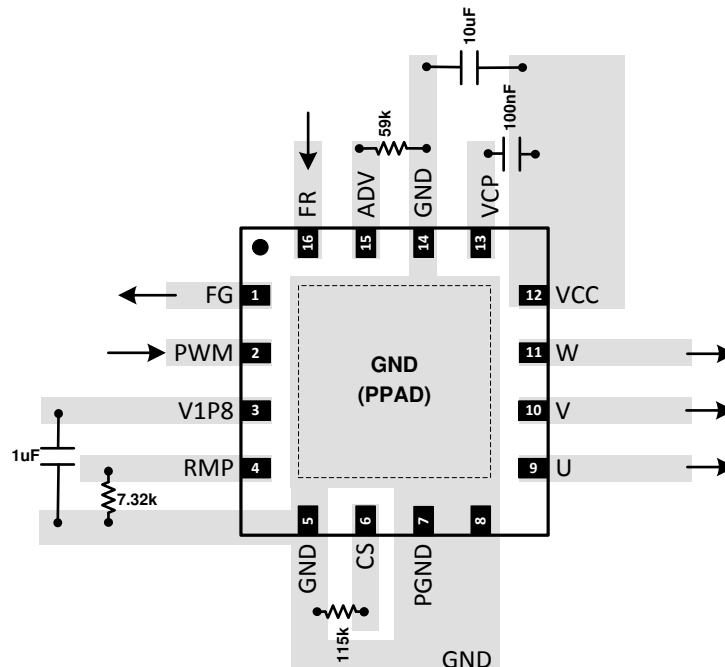 10uF
100nF
59k
FR
ADV
GND
VCP
16
15
14
13
FG
1
12
VCC
PWM
2
11
W
GND
(PPAD)
V1P8
3
10
V
1uF
RMP
4
9
U
7.32k
5
6
7
8
GND
CS
PGND
115k
GND